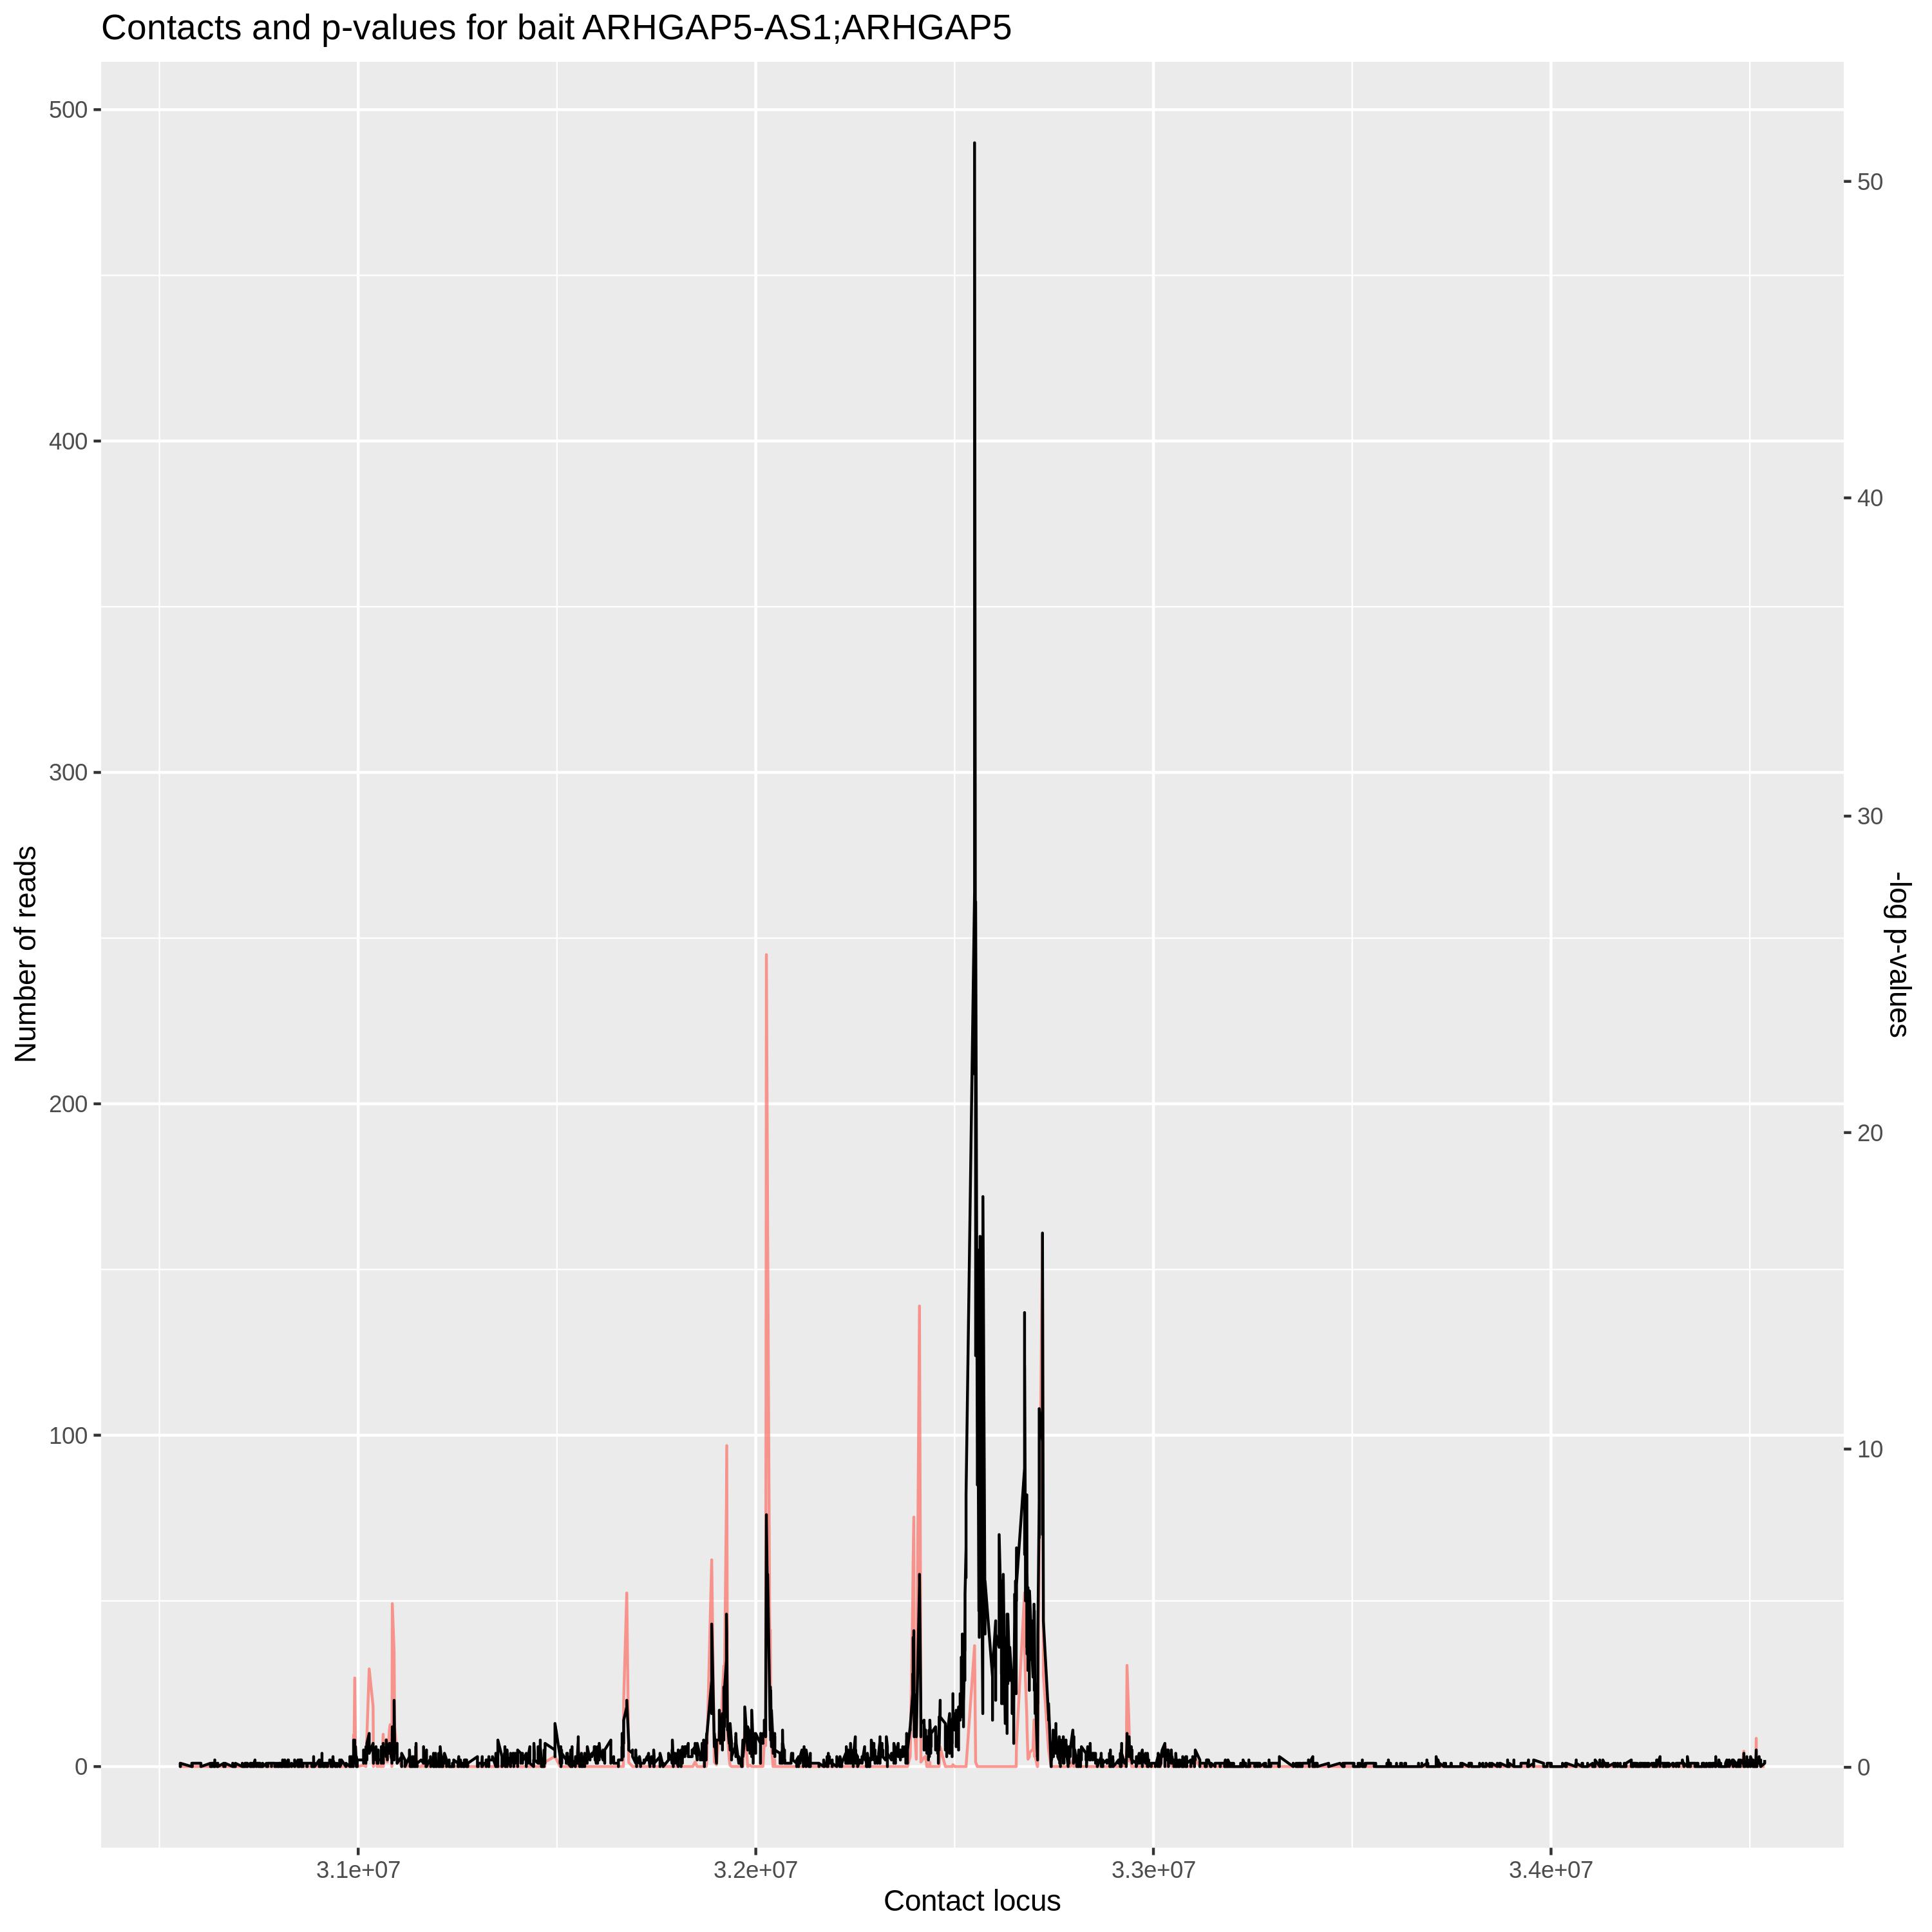 Contacts and p-values for bait ARHGAP5-AS1;ARHGAP5
500
400
300
200
100
0
Number of reads
50
40
30
20
10
0
-log p-values
3.1e+07 3.2e+07 3.3e+07 3.4e+07
Contact locus